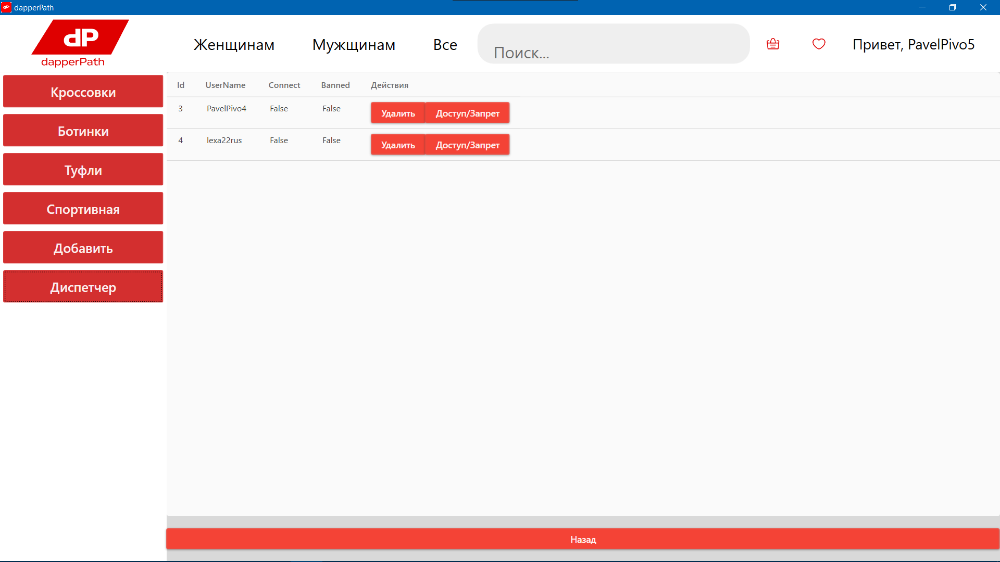 dapperPath
dP
dapperPath
Женщинам
Мужщинам
Все
Поиск...
Привет, PavelPivo5
Кроссовки
Ботинки
Туфли
Спортивная
Добавить
Диспетчер
Id UserName Connect Banned Действия
3 PavelPivo4 False False Удалить Доступ/Запрет
4 lexa22rus False False Удалить Доступ/Запрет
Назад